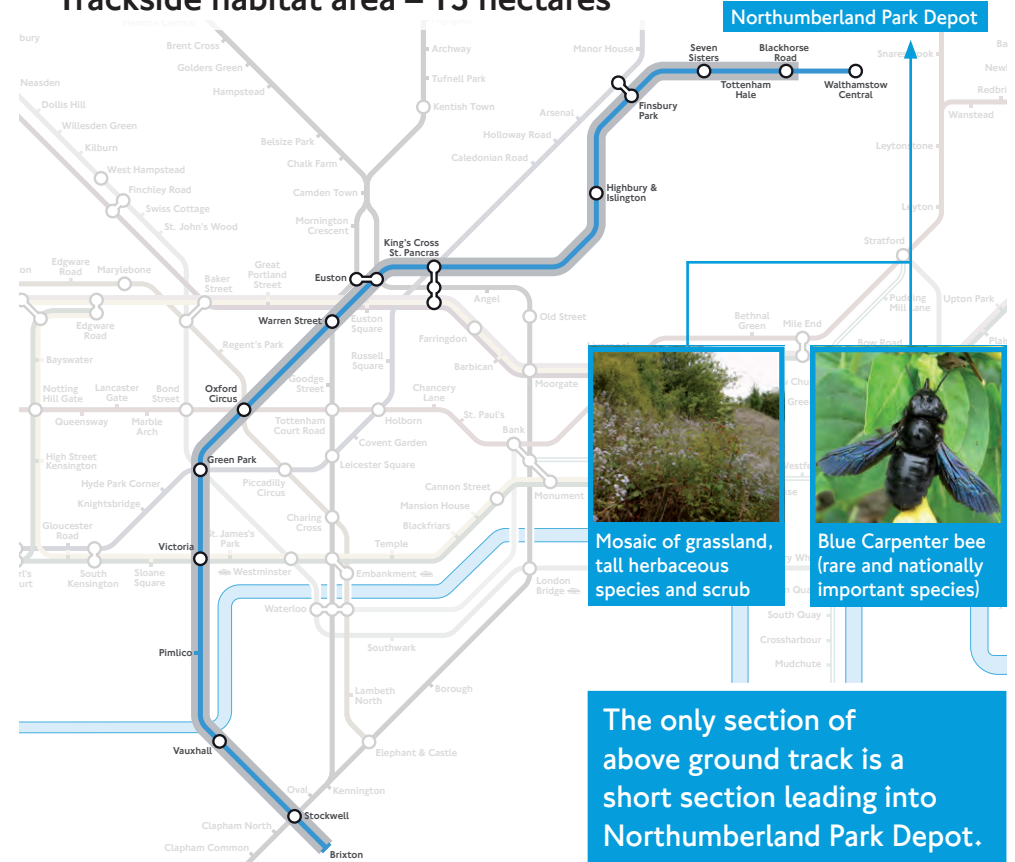 Trackside habitat area – 15 hectares
Northumberland Park Depot
bury
Brent Cross
Golders Green
Hampstead
Archway
Tufnell Park
Kentish Town
Manor House
Arsenal
Holloway Road
Caledonian Road
Neasden
Dollis Hill
Willesden Green
Kilburn
West Hampstead
Finchley Road
Swiss Cottage
St. John's Wood
Belsize Park
Chalk Farm
Camden Town
Mornington
Crescent
Seven
Sisters
Blackhorse
Road
Tottenham
Hale
Walthamstow
Central
Finsbury
Park
Highbury &
Islington
Wanstead
Leytonstone
Leyton
Stratford
Pudding
Mill Lane
Upton Park
King's Cross
St. Pancras
Euston
Warren Street
Oxford
Circus
Green Park
Victoria
Pimlico
Vauxhall
Stockwell
Brixton
on
Edgware
Road
Marylebone
Baker
Street
Great
Portland
Street
Edgware
Road
Euston
Square
Angel
Old Street
Farringdon
Barbican
Moorgate
Bethnal
Green
Mile End
Bow Road
Bayswater
Regent's Park
Russell
Square
Goodge
Street
Notting
Hill Gate
Lancaster
Gate
Bond
Street
Queensway
Marble
Arch
Tottenham
Court Road
Holborn
Chancery
Lane
St. Paul's
Bank
Covent Garden
Leicester Square
High Street
Kensington
Hyde Park Corner
Knightsbridge
Piccadilly
Circus
Cannon Street
Mansion House
Monument
Blackfriars
Gloucester
Road
St. James's
Park
Charing
Cross
Temple
South
Kensington
Sloane
Square
Westminster
Embankment
London
Bridge
Waterloo
Southwark
Lambeth
North
Borough
Elephant & Castle
Oval
Kennington
Clapham North
Clapham Common
South Quay
Crossharbour
Mudchute
Mosaic of grassland,
tall herbaceous
species and scrub
Blue Carpenter bee
(rare and nationally
important species)
The only section of
above ground track is a
short section leading into
Northumberland Park Depot.